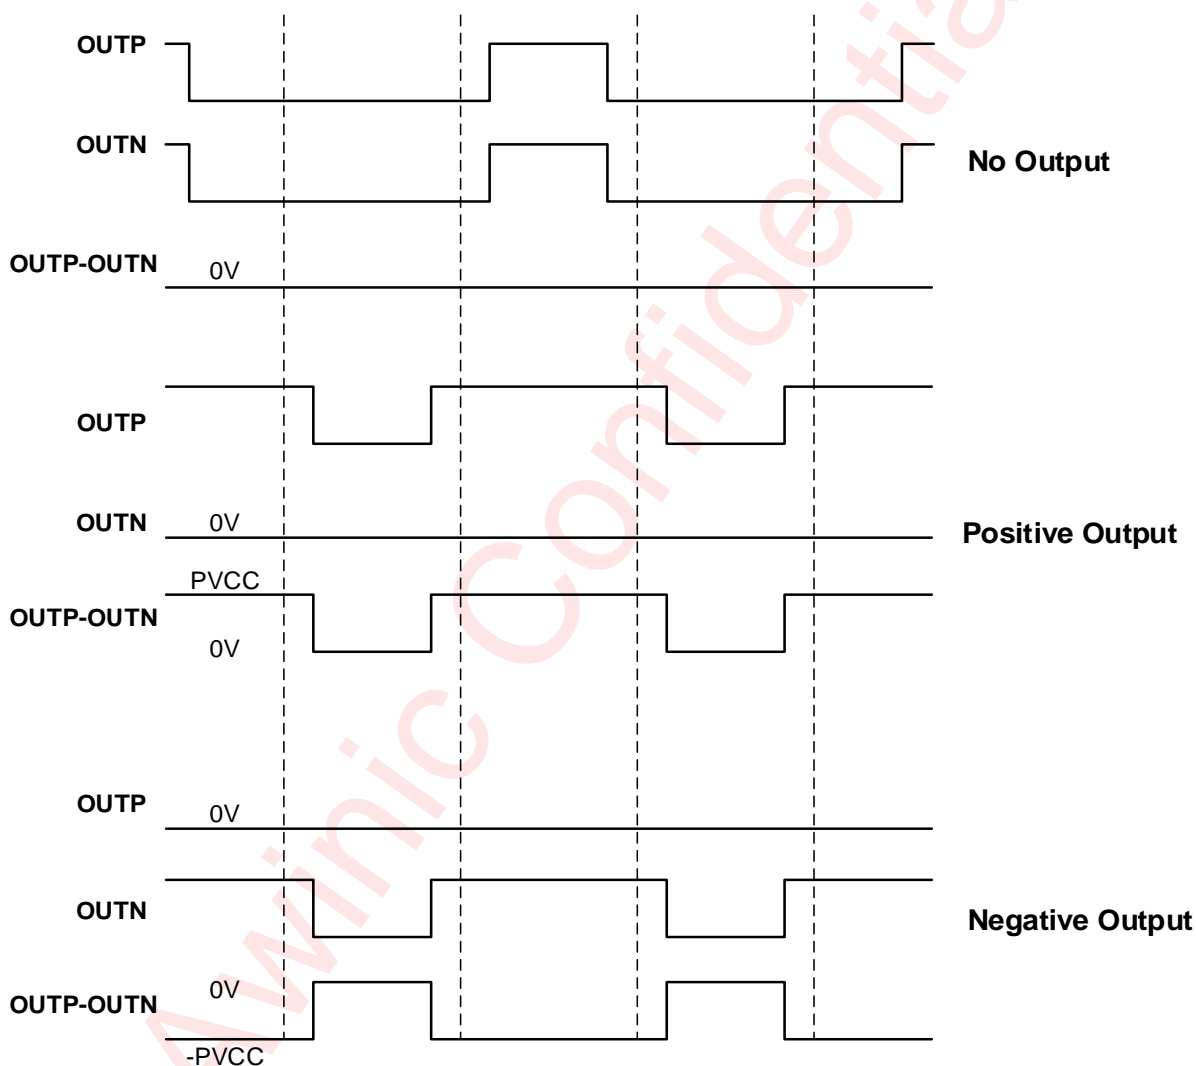 OUTP
OUTN
No Output
OUTP-OUTN
0V
OUTP
OUTN
0V
Positive Output
PVCC
OUTP-OUTN
0V
OUTP
0V
OUTN
Negative Output
0V
OUTP-OUTN
-PVCC
Awinic Confidential